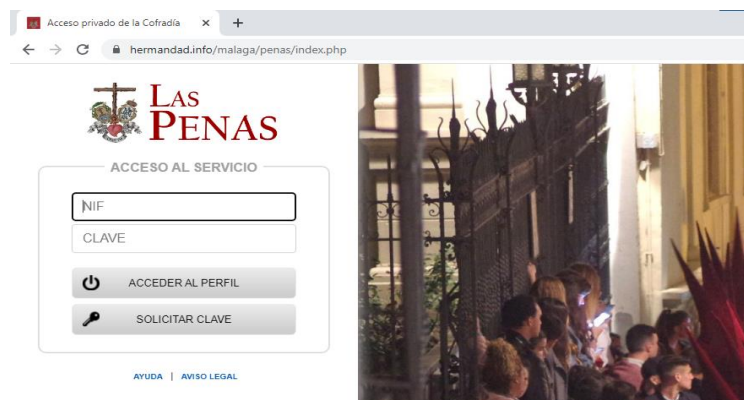 Acceso privado de la Cofradía
hermandad.info/malaga/penas/index.php
LAS
PENAS
ACCESO AL SERVICIO
NIF
CLAVE
ACCEDER AL PERFIL
SOLICITAR CLAVE
AYUDA | AVISO LEGAL